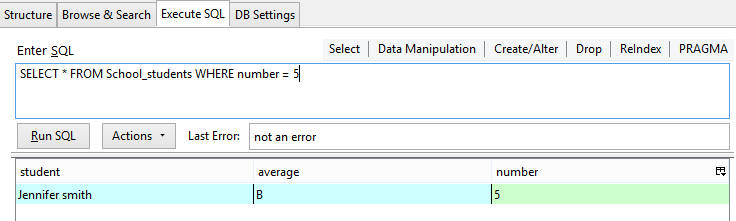 Structure Browse & Search Execute SQL DB Settings
Enter SQL Select Data Manipulation Create/Alter Drop ReIndex PRAGMA
SELECT * FROM School_students WHERE number = 5
Run SQL Actions Last Error: not an error
student average number
Jennifer smith B 5